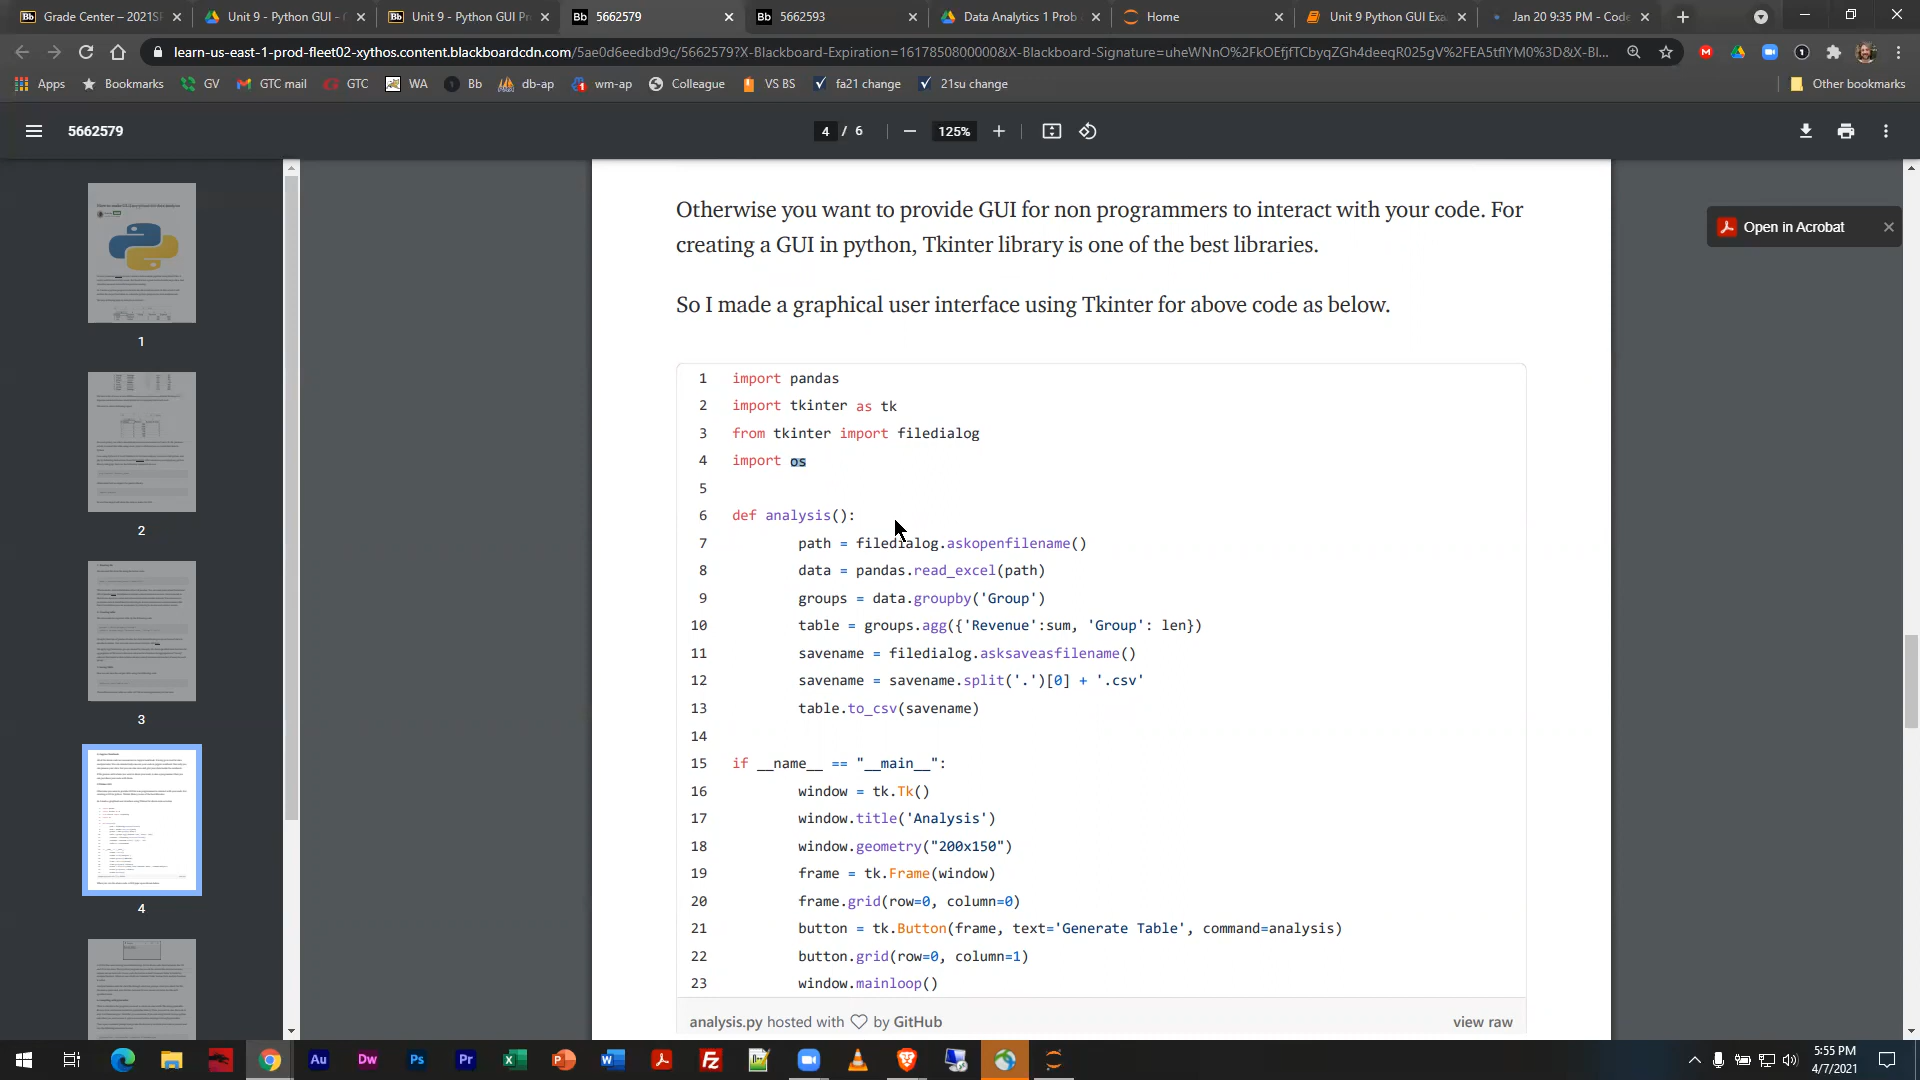 Grade Center – 2021SP
Unit 9 - Python GUI - (
Unit 9 - Python GUI Pr
5662579
5662593
Data Analytics 1 Prob
Home
Unit 9 Python GUI Exa
Jan 20 9:35 PM - Code
learn-us-east-1-prod-fleet02-xythos.content.blackboardcdn.com/5ae0d6eedbd9c/5662579?X-Blackboard-Expiration=1617850800000&X-Blackboard-Signature=uheWNnO%2FkOEfjfTCbyqZGh4deeqR025gV%2FEA5tflYM0%3D&X-Bl...
Apps Bookmarks GV GTC mail GTC WA Bb db-ap wm-ap Colleague VS BS fa21 change 21su change Other bookmarks
5662579 4 / 6 125%
Open in Acrobat
1
2
3
4
Otherwise you want to provide GUI for non programmers to interact with your code. For
creating a GUI in python, Tkinter library is one of the best libraries.
So I made a graphical user interface using Tkinter for above code as below.
1 import pandas
2 import tkinter as tk
3 from tkinter import filedialog
4 import os
5
6 def analysis():
7 path = filedialog.askopenfilename()
8 data = pandas.read_excel(path)
9 groups = data.groupby('Group')
10 table = groups.agg({'Revenue':sum, 'Group': len})
11 savename = filedialog.asksaveasfilename()
12 savename = savename.split('.')[0] + '.csv'
13 table.to_csv(savename)
14
15 if __name__ == "__main__":
16 window = tk.Tk()
17 window.title('Analysis')
18 window.geometry("200x150")
19 frame = tk.Frame(window)
20 frame.grid(row=0, column=0)
21 button = tk.Button(frame, text='Generate Table', command=analysis)
22 button.grid(row=0, column=1)
23 window.mainloop()
analysis.py hosted with ♡ by GitHub view raw
5:55 PM
4/7/2021